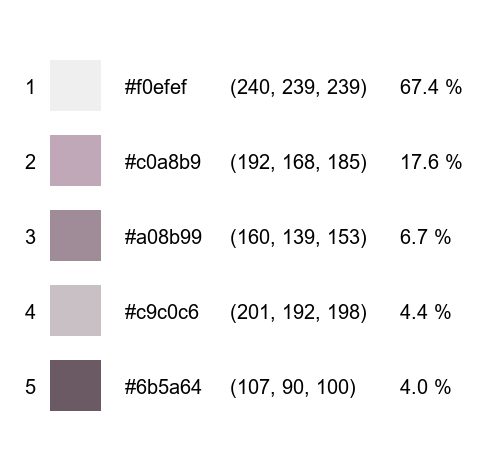 1 #f0efef (240, 239, 239) 67.4 %
2 #c0a8b9 (192, 168, 185) 17.6 %
3 #a08b99 (160, 139, 153) 6.7 %
4 #c9c0c6 (201, 192, 198) 4.4 %
5 #6b5a64 (107, 90, 100) 4.0 %